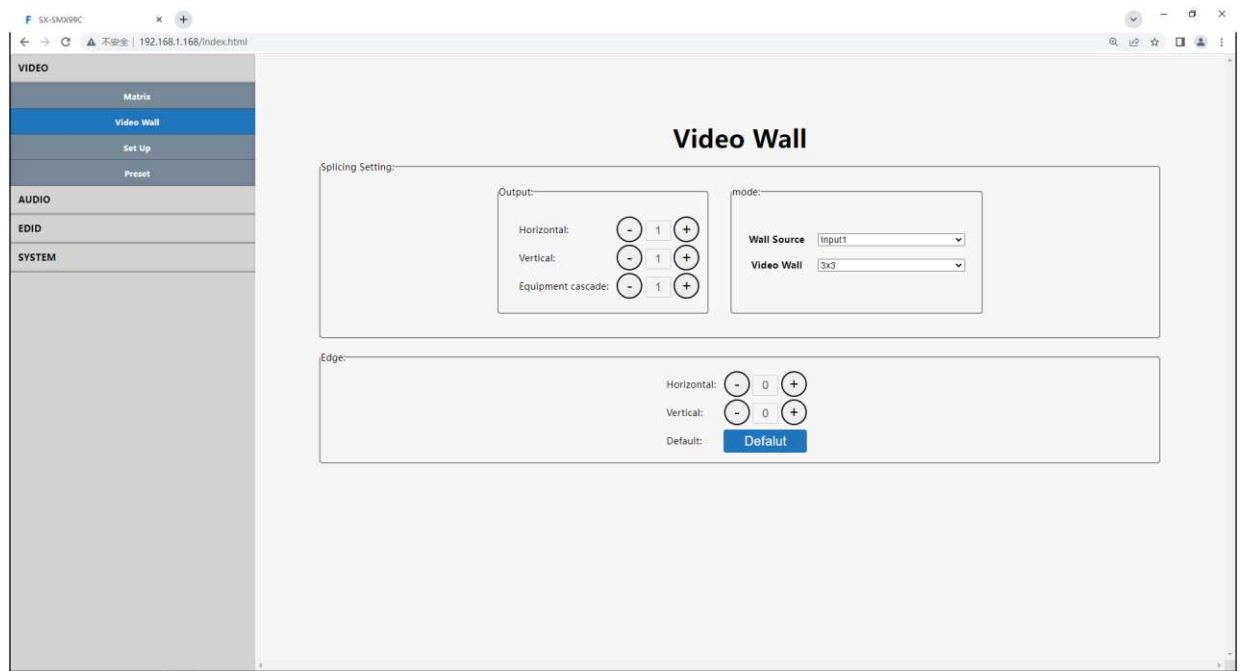 F SX-SMX99C
不安全 | 192.168.1.168/index.html
VIDEO
Matrix
Video Wall
Set Up
Preset
AUDIO
EDID
SYSTEM
Video Wall
Splicing Setting:
Output:
Horizontal: - 1 +
Vertical: - 1 +
Equipment cascade: - 1 +
mode:
Wall Source Input1
Video Wall 3x3
Edge:
Horizontal: - 0 +
Vertical: - 0 +
Default: Defalut